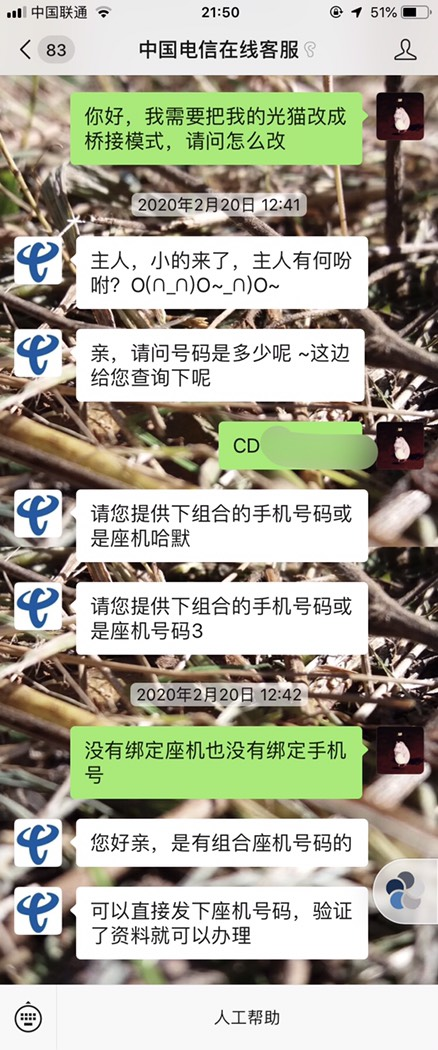 中国联通
21:50
51%
83
中国电信在线客服
你好，我需要把我的光猫改成
桥接模式，请问怎么改
2020年2月20日 12:41
主人，小的来了，主人有何吩
咐？O(∩_∩)O~_∩)O~
亲，请问号码是多少呢 ~这边
给您查询下呢
CD
请您提供下组合的手机号码或
是座机哈默
请您提供下组合的手机号码或
是座机号码3
2020年2月20日 12:42
没有绑定座机也没有绑定手机
号
您好亲，是有组合座机号码的
可以直接发下座机号码，验证
了资料就可以办理
人工帮助